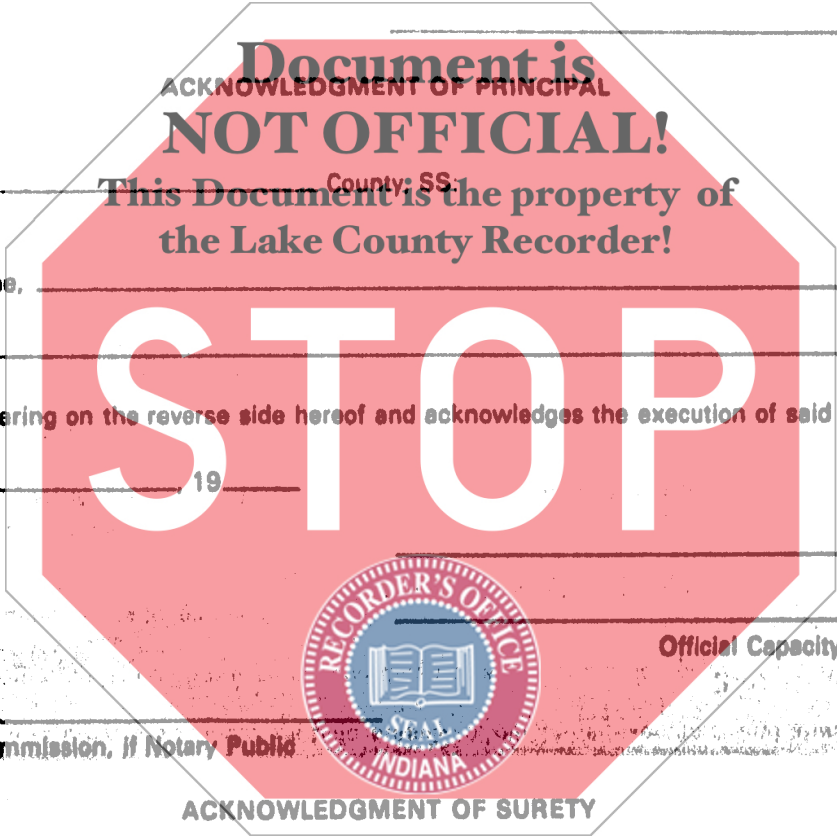 Document is
ACKNOWLEDGMENT OF PRINCIPAL
NOT OFFICIAL!
County; SS:
This Document is the property of
the Lake County Recorder!
STOP
on the reverse side hereof and acknowledges the execution of said
, 19
RECORDER'S OFFICE
SEAL
INDIANA
Official Capacity
if Notary Public
ACKNOWLEDGMENT OF SURETY